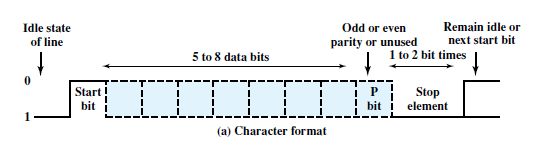 Idle state
of line
Odd or even
parity or unused
Remain idle or
next start bit
5 to 8 data bits
1 to 2 bit times
0
1
Start
bit
P
bit
Stop
element
(a) Character format